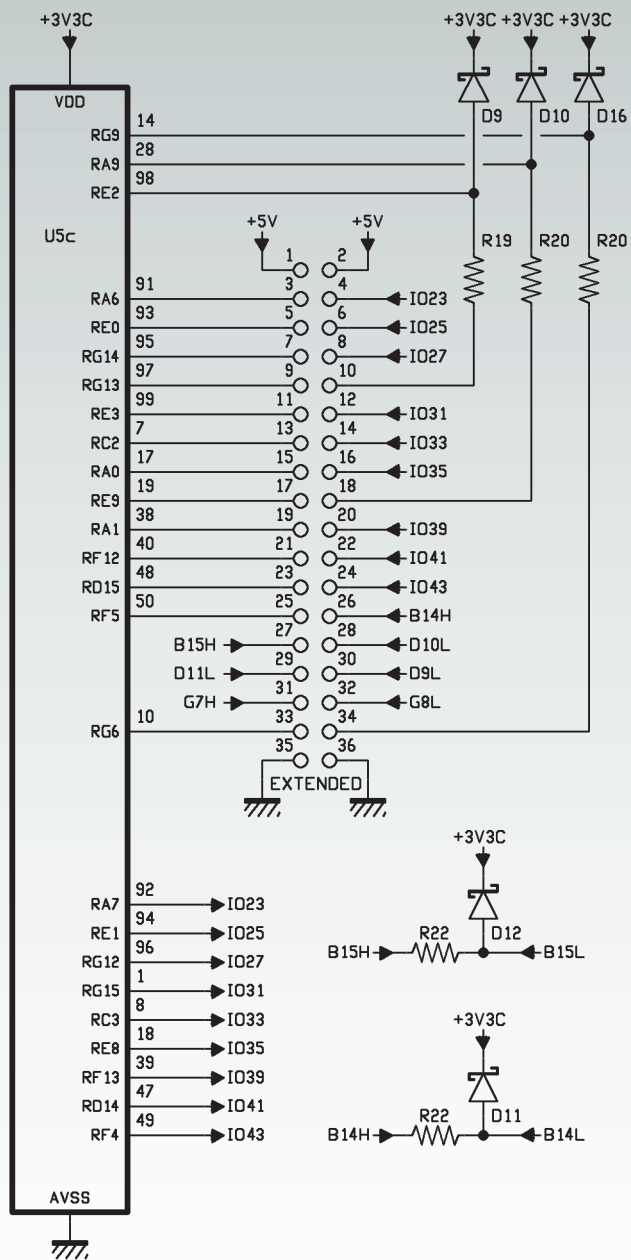 +3V3C +3V3C +3V3C +3V3C
VDD
D9 D10 D16
RG9 14
RA9 28
RE2 98
U5c
+5V +5V
R19 R20 R20
1 2
RA6 91 3 4 IO23
RE0 93 5 6 IO25
RG14 95 7 8 IO27
RG13 97 9 10
RE3 99 11 12 IO31
RC2 7 13 14 IO33
RA0 17 15 16 IO35
RE9 19 17 18
RA1 38 19 20 IO39
RF12 40 21 22 IO41
RD15 48 23 24 IO43
RF5 50 25 26 B14H
B15H 27 28 D10L
D11L 29 30 D9L
G7H 31 32 G8L
RG6 10 33 34
35 36
EXTENDED
+3V3C
RA7 92 IO23
RE1 94 IO25
D12
RG12 96 IO27
B15H R22 B15L
RG15 1 IO31
RC3 8 IO33
+3V3C
RE8 18 IO35
RF13 39 IO39
RD14 47 IO41
D11
RF4 49 IO43
B14H R22 B14L
AVSS